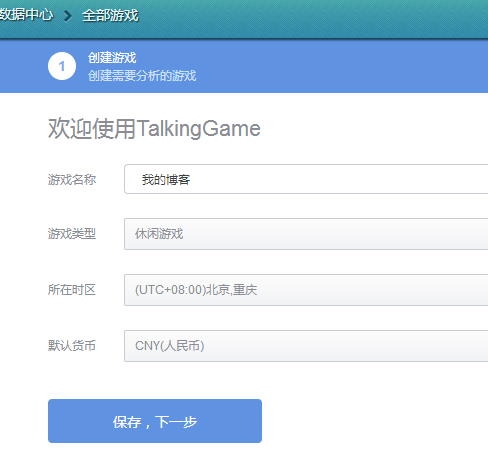 数据中心 > 全部游戏
1 创建游戏
创建需要分析的游戏
欢迎使用TalkingGame
游戏名称 我的博客
游戏类型 休闲游戏
所在时区 (UTC+08:00)北京,重庆
默认货币 CNY(人民币)
保存，下一步